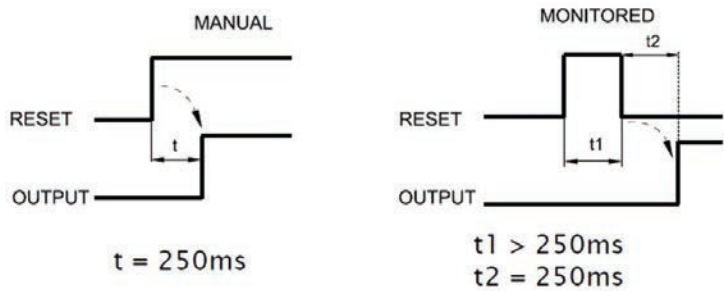 MANUAL
RESET
t
OUTPUT
t = 250ms
MONITORED
t2
RESET
t1
OUTPUT
t1 > 250ms
t2 = 250ms